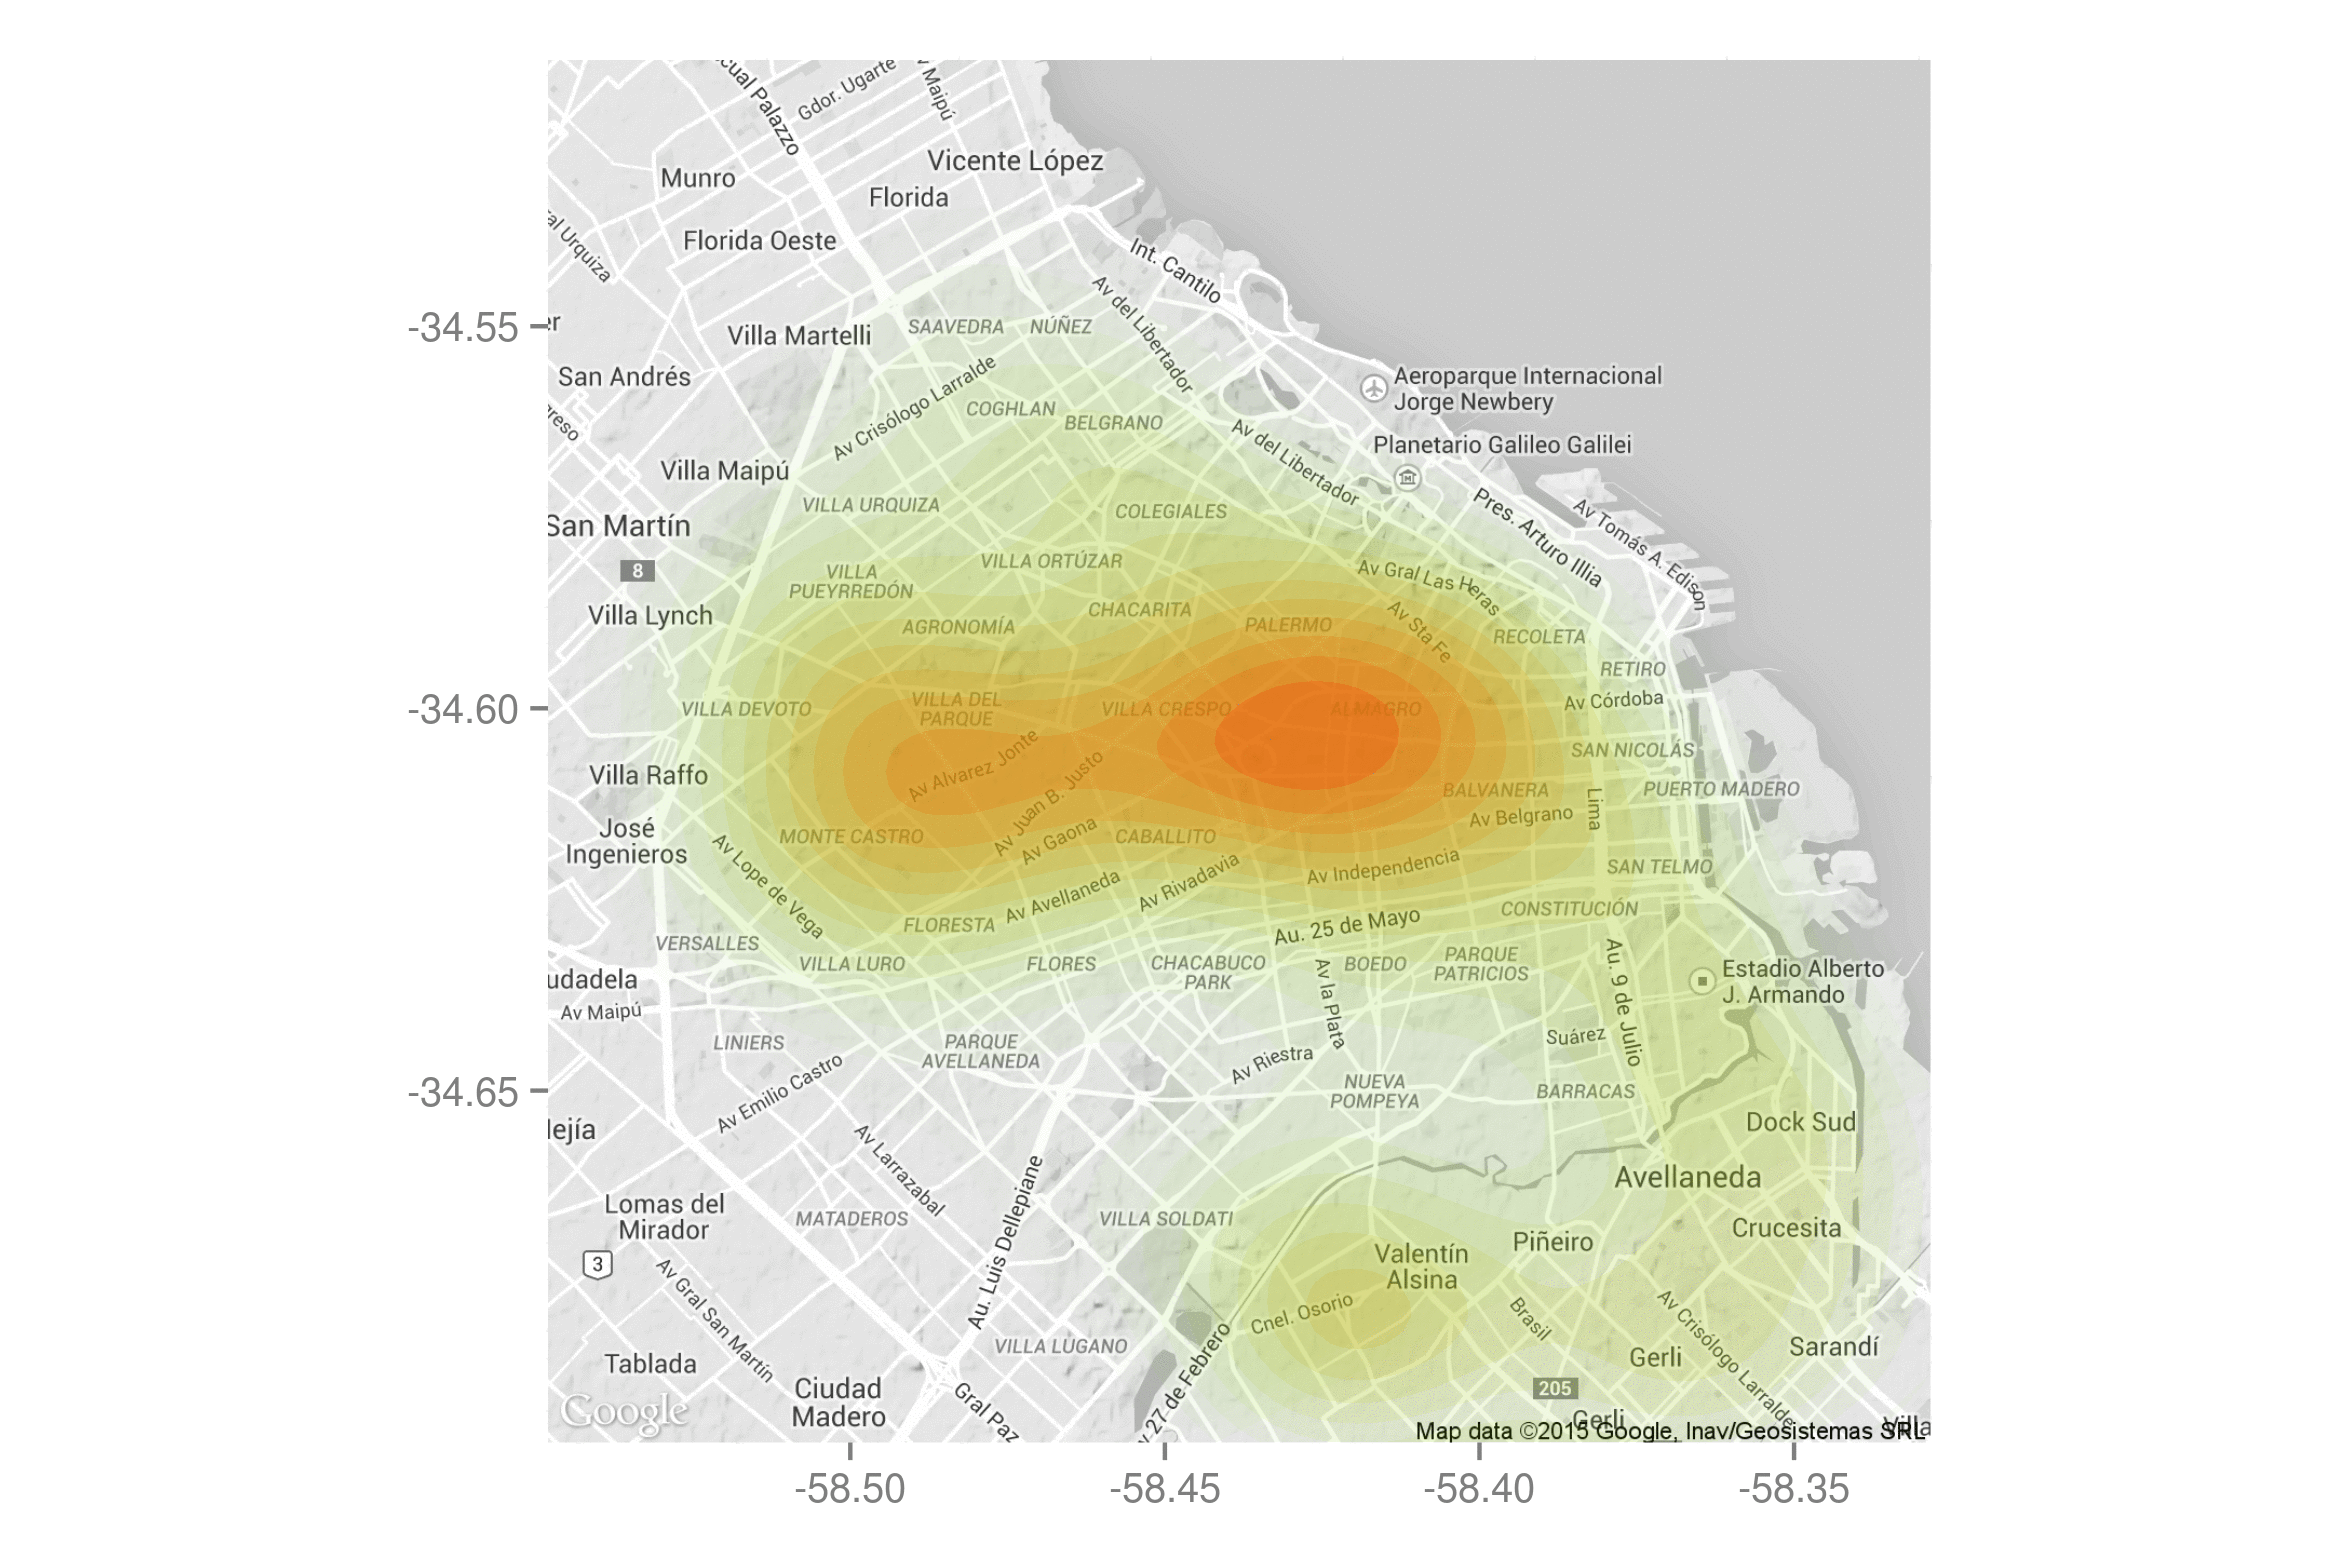 cual Palazzo
Gdor. Ugarte
v Maipú
Vicente López
Munro
Florida
Florida Oeste
al Urquiza
Int. Cantilo
Av del Libertador
-34.55
er
Villa Martelli
SAAVEDRA
NÚÑEZ
San Andrés
Aeroparque Internacional
Jorge Newbery
Av Crisólogo Larralde
COGHLAN
BELGRANO
greso
Av del Libertador
Planetario Galileo Galilei
Villa Maipú
VILLA URQUIZA
COLEGIALES
Pres. Arturo Illia
Av Tomás A. Edison
San Martín
8
VILLA ORTÚZAR
VILLA
PUEYRREDÓN
Av Gral Las Heras
Villa Lynch
CHACARITA
AGRONOMÍA
PALERMO
Av Sta Fe
RECOLETA
RETIRO
-34.60
VILLA DEVOTO
VILLA DEL
PARQUE
VILLA CRESPO
ALMAGRO
Av Córdoba
SAN NICOLÁS
Villa Raffo
Av Alvarez Jonte
Av Juan B. Justo
BALVANERA
PUERTO MADERO
Lima
Av Belgrano
José
Ingenieros
MONTE CASTRO
Av Gaona
CABALLITO
Av Lope de Vega
Av Avellaneda
Av Rivadavia
Av Independencia
SAN TELMO
FLORESTA
Au. 25 de Mayo
CONSTITUCIÓN
VERSALLES
VILLA LURO
FLORES
CHACABUCO
PARK
BOEDO
PARQUE
PATRICIOS
Au. 9 de Julio
Estadio Alberto
J. Armando
udadela
Av Maipú
Av la Plata
LINIERS
PARQUE
AVELLANEDA
Suárez
Av Riestra
-34.65
Av Emilio Castro
NUEVA
POMPEYA
BARRACAS
lejía
Dock Sud
Av Larrazabal
Avellaneda
Lomas del
Mirador
MATADEROS
Au. Luis Dellepiane
VILLA SOLDATI
Crucesita
Piñeiro
Valentín
Alsina
3
Av Gral San Martín
Cnel. Osorio
Brasil
Av Crisólogo Larralde
VILLA LUGANO
Sarandí
Gerli
Tablada
v 27 de Febrero
Ciudad
Madero
Gral Paz
205
Google
Gerli
Villa
Map data ©2015 Google, Inav/Geosistemas SRL
-58.50
-58.45
-58.40
-58.35